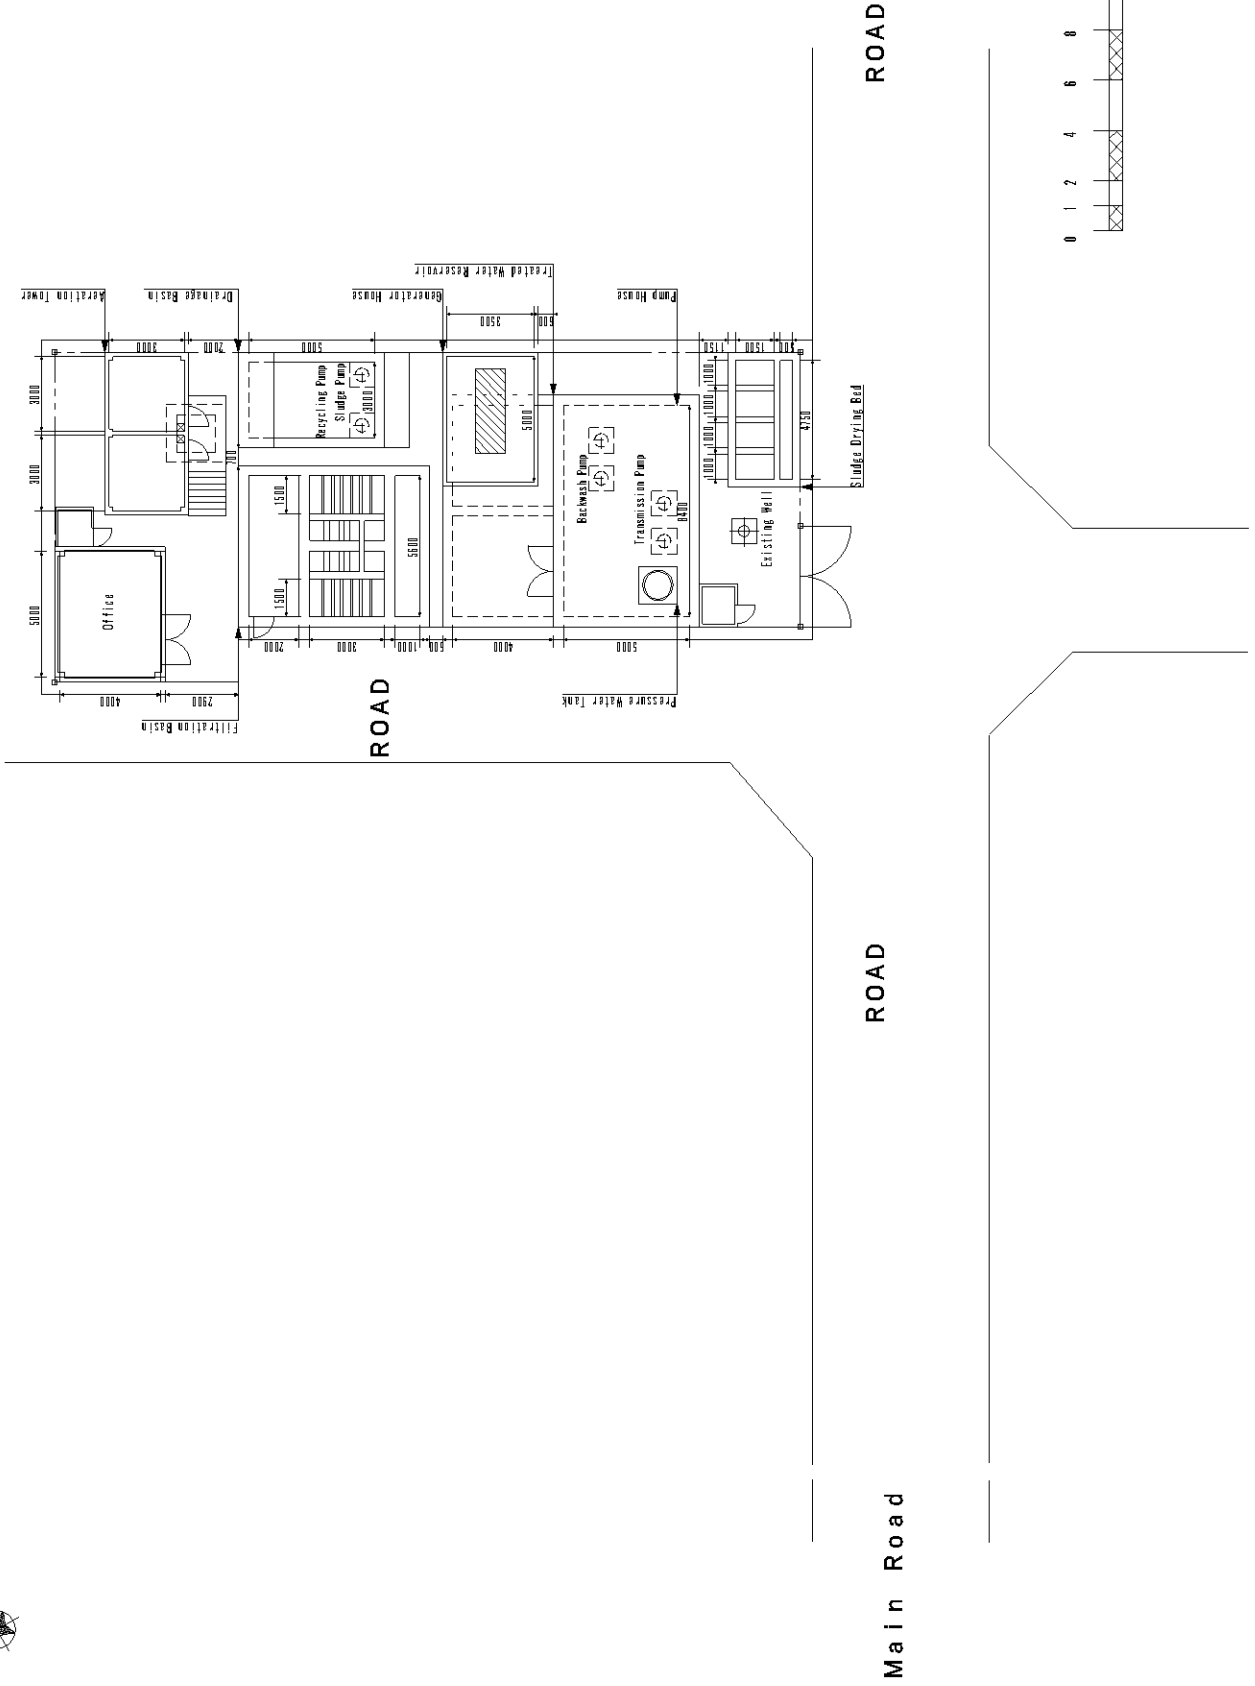 ROAD
8
6
4
2
1
0
Treated Water Reservoir
Aeration Tower
Drainage Basin
Generator House
Pump House
3500
600
3000
2000
5000
1150
1500
500
3000
3000
5000
Recycling Pump
Sludge Pump
3000
5000
1000
1000
1000
1000
4750
Sludge Drying Bed
700
1500
1500
5600
Backwash Pump
Transmission Pump
8400
Existing Well
Office
2000
3000
1000
500
4000
5000
4000
2900
Filtration Basin
ROAD
Pressure Water Tank
ROAD
Main Road